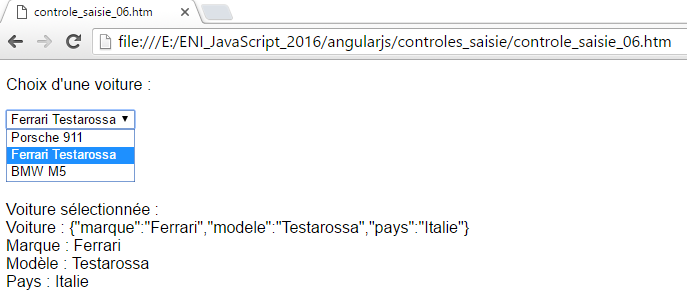 controle_saisie_06.htm
file:///E:/ENI_JavaScript_2016/angularjs/controles_saisie/controle_saisie_06.htm
Choix d'une voiture :
Ferrari Testarossa
Porsche 911
Ferrari Testarossa
BMW M5
Voiture sélectionnée :
Voiture : {"marque":"Ferrari","modele":"Testarossa","pays":"Italie"}
Marque : Ferrari
Modèle : Testarossa
Pays : Italie